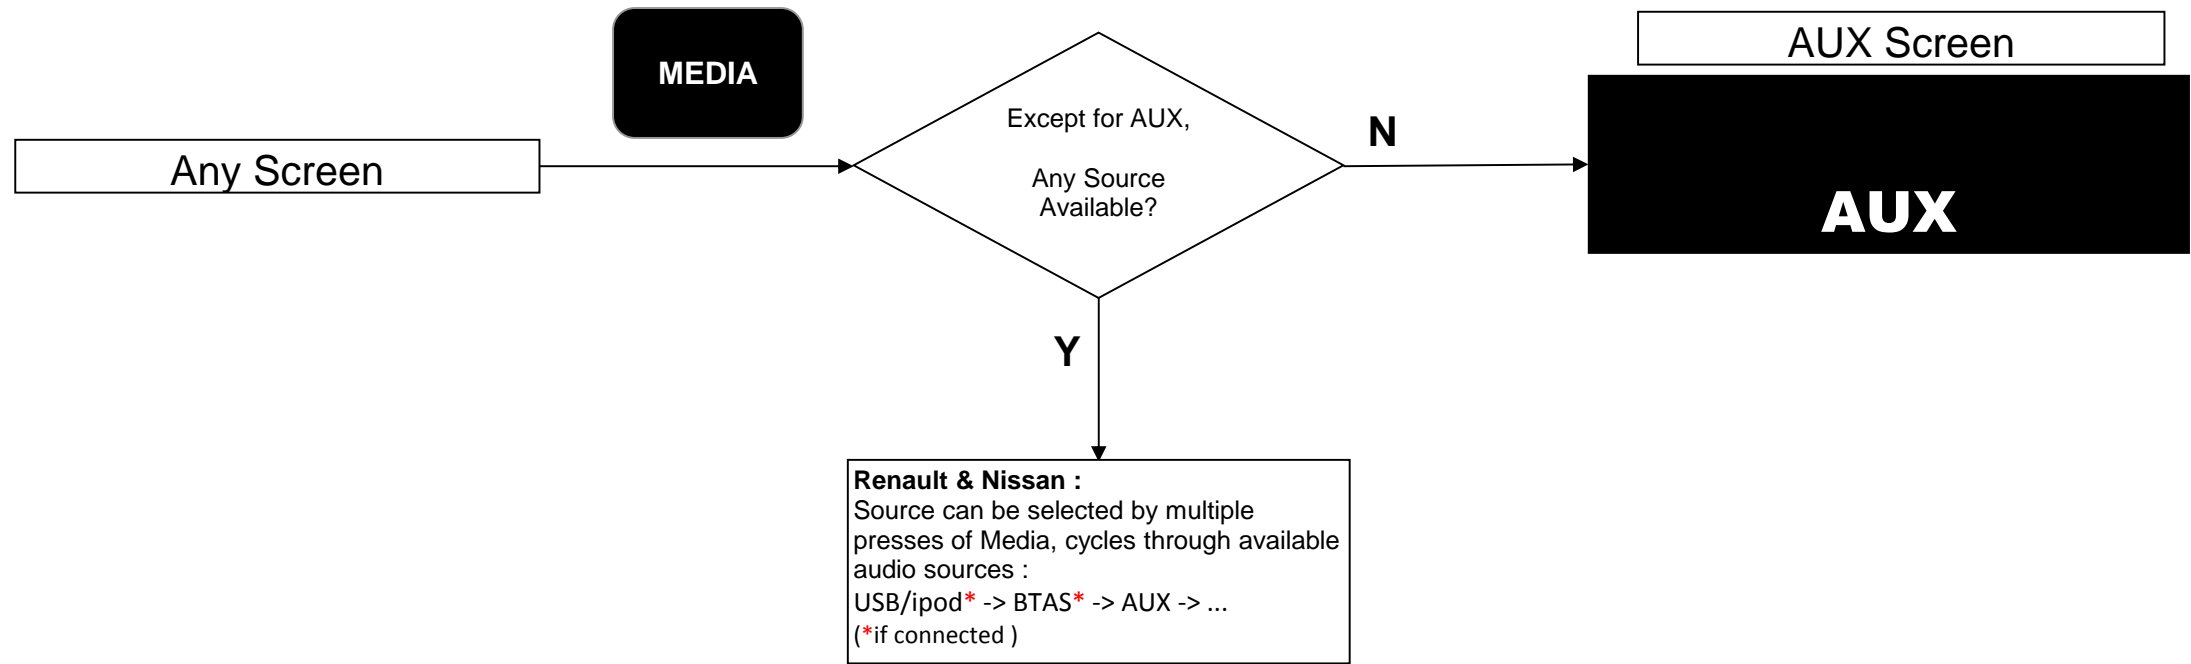 MEDIA
AUX Screen
Any Screen
Except for AUX,
Any Source
Available?
N
AUX
Y
Renault & Nissan :
Source can be selected by multiple
presses of Media, cycles through available
audio sources :
USB/ipod* -> BTAS* -> AUX -> ...
(*if connected )